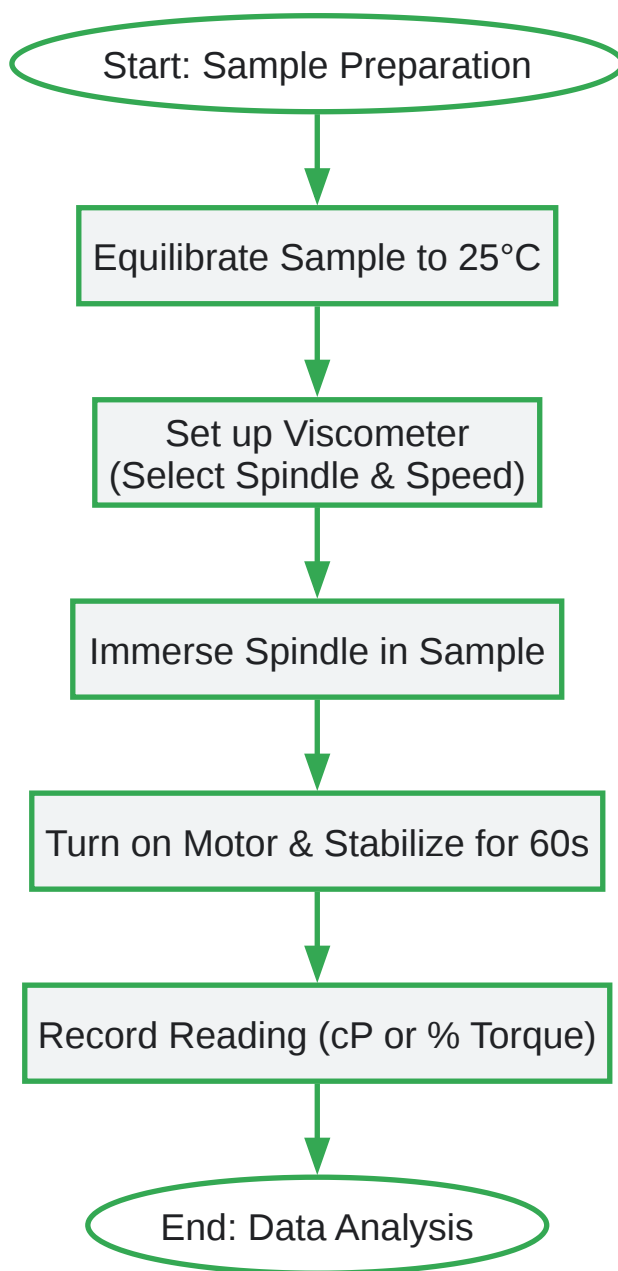 Start: Sample Preparation
Equilibrate Sample to 25°C
Set up Viscometer
(Select Spindle & Speed)
Immerse Spindle in Sample
Turn on Motor & Stabilize for 60s
Record Reading (cP or % Torque)
End: Data Analysis